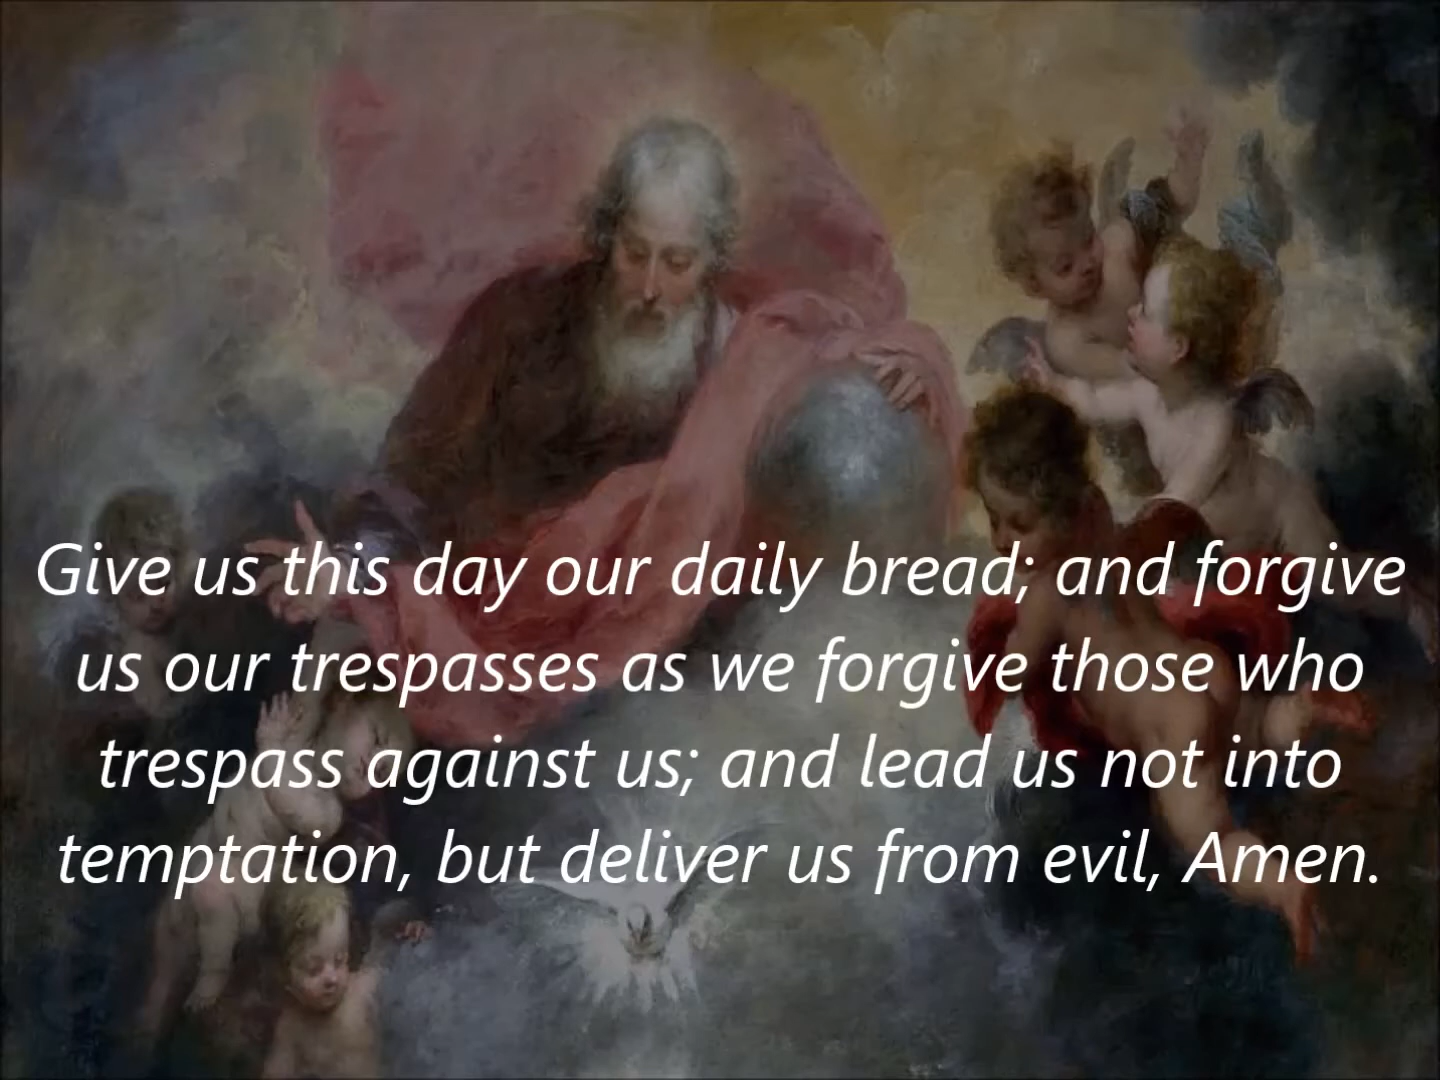 Give us this day our daily bread; and forgive
us our trespasses as we forgive those who
trespass against us; and lead us not into
temptation, but deliver us from evil, Amen.